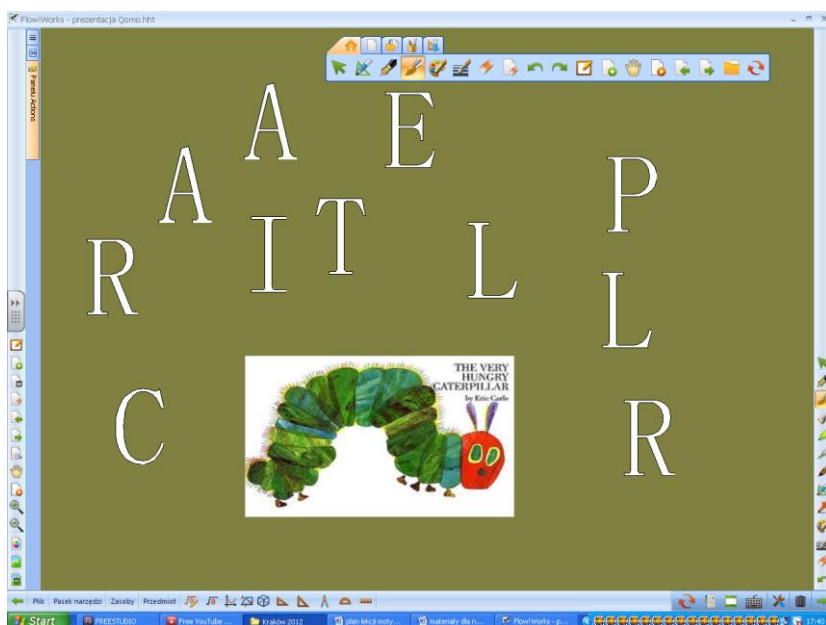 Flow!Works - prezentacja Qomo.hht
Panelu Actions
A
E
A
P
R
I
T
L
L
C
R
THE VERY
HUNGRY
CATERPILLAR
by Eric Carle
Plik Pasek narzędzi Zasoby Przedmiot
Start FREESTUDIO Free YouTube ... Kraków 2012 plan lekcji moty... materiały dla n... Flow!Works - p... 17:40